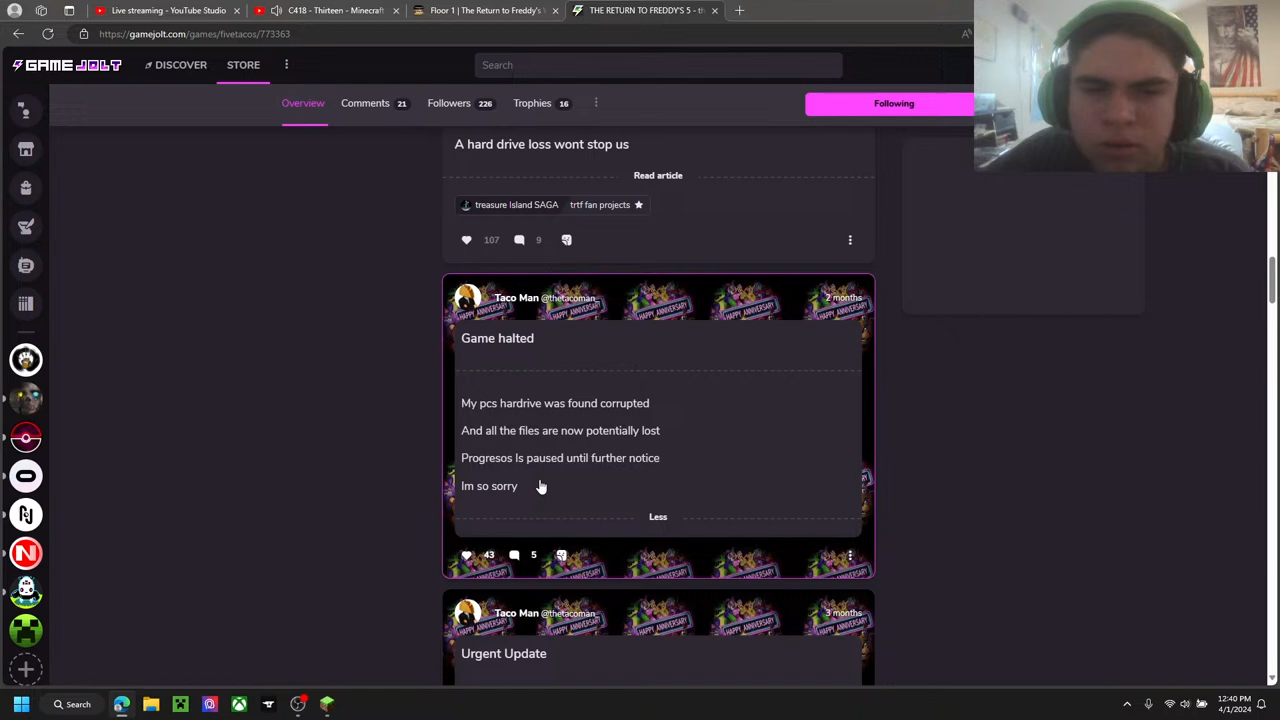 Live streaming - YouTube Studio
C418 - Thirteen - Minecraft
Floor 1 | The Return to Freddy's
THE RETURN TO FREDDY'S 5 - th
https://gamejolt.com/games/fivetacos/773363
GAME JOLT
DISCOVER
STORE
Search
Overview
Comments 21
Followers 226
Trophies 16
Following
A hard drive loss wont stop us
Read article
treasure Island SAGA
trtf fan projects
107
9
Taco Man @thetacoman_
2 months
Game halted
My pcs hardrive was found corrupted
And all the files are now potentially lost
Progresos Is paused until further notice
Im so sorry
Less
43
5
Taco Man @thetacoman_
3 months
Urgent Update
Search
12:40 PM
4/1/2024